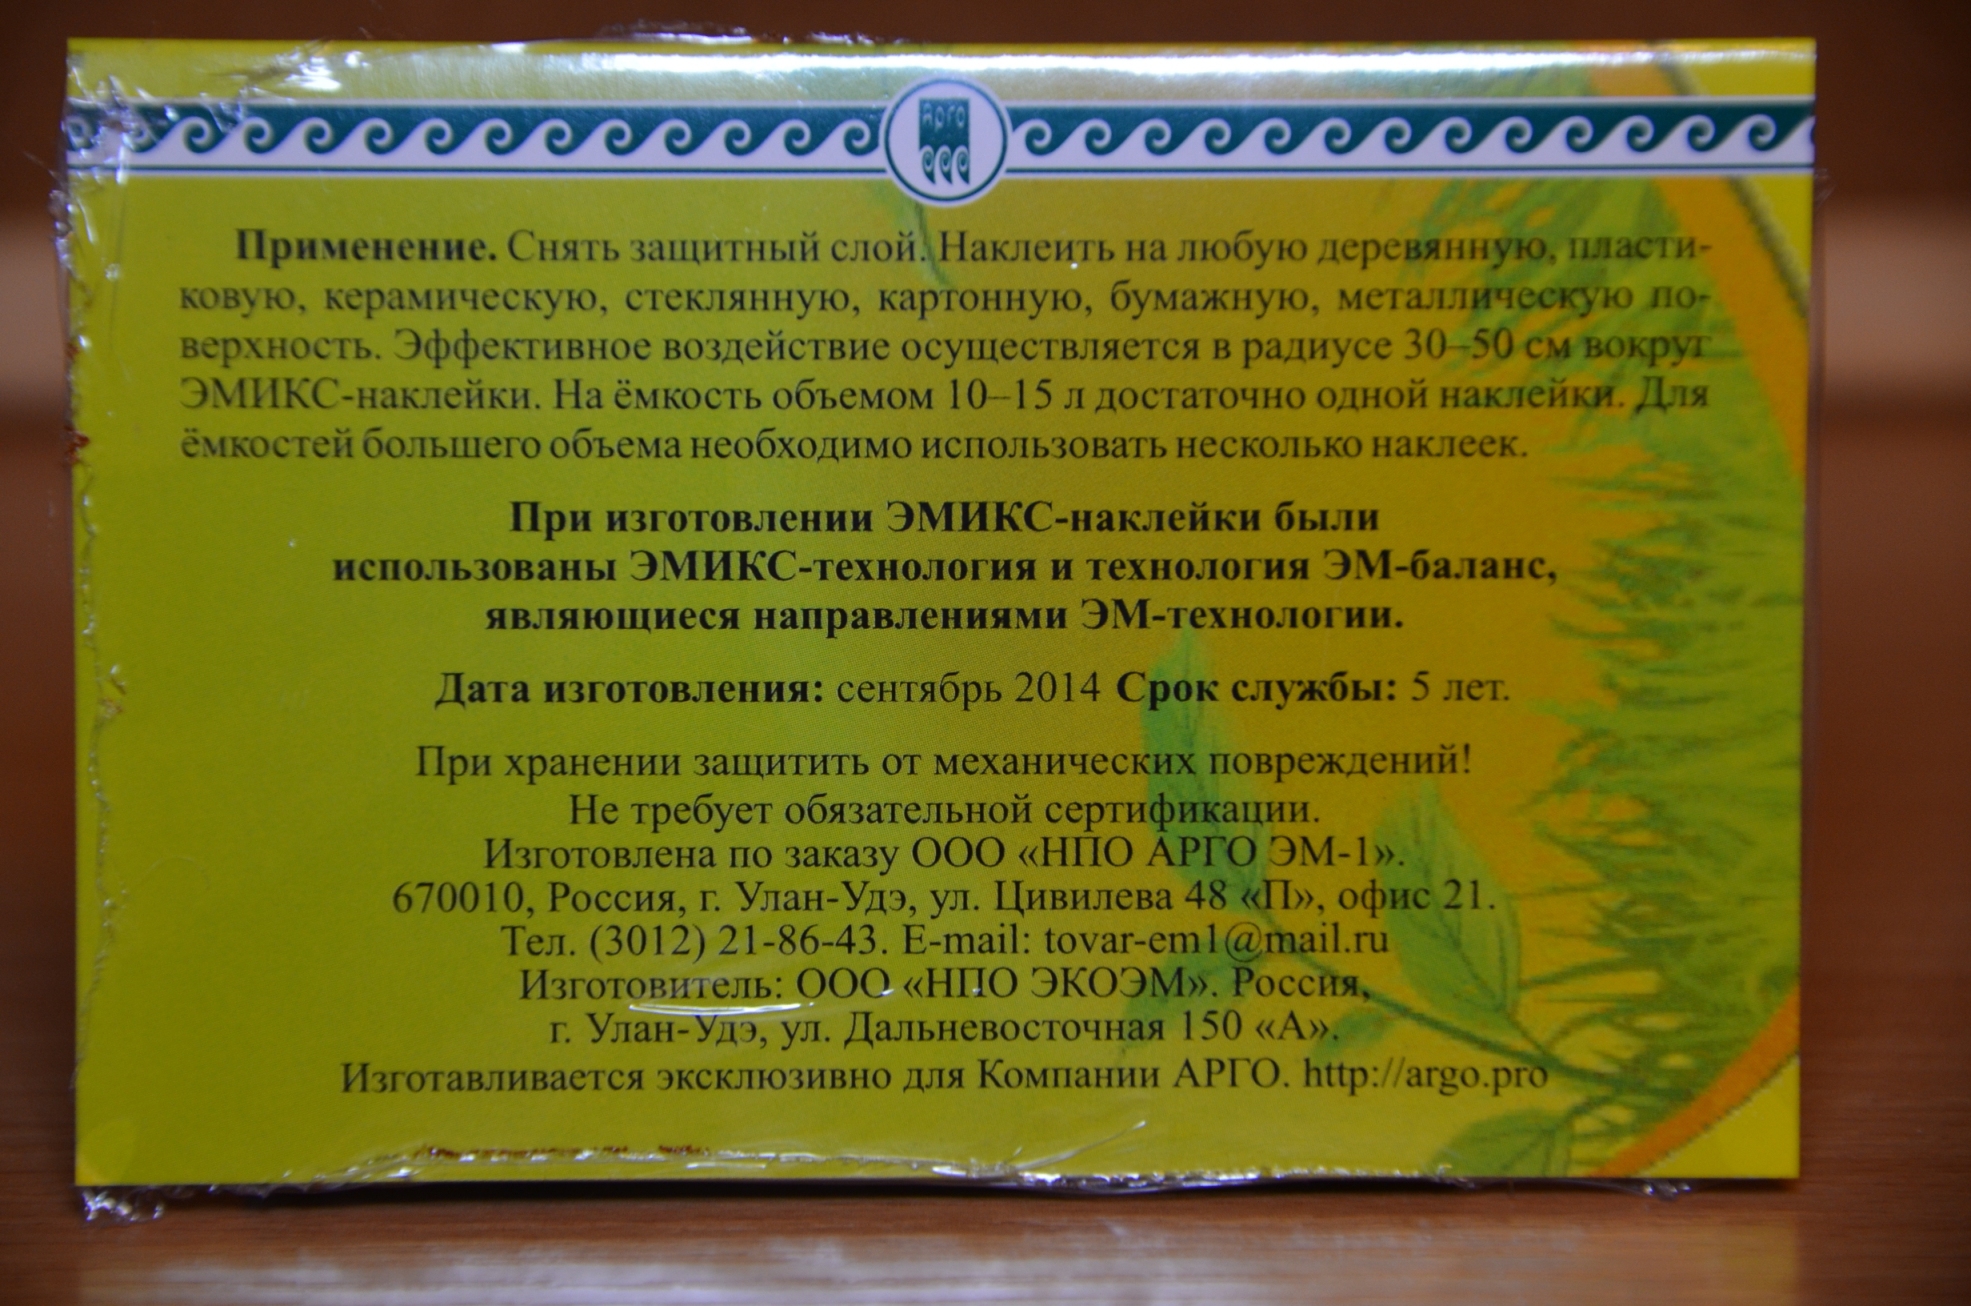 Арго
Применение. Снять защитный слой. Наклеить на любую деревянную, пласти-
ковую, керамическую, стеклянную, картонную, бумажную, металлическую по-
верхность. Эффективное воздействие осуществляется в радиусе 30–50 см вокруг
ЭМИКС-наклейки. На ёмкость объемом 10–15 л достаточно одной наклейки. Для
ёмкостей большего объема необходимо использовать несколько наклеек.
При изготовлении ЭМИКС-наклейки были
использованы ЭМИКС-технология и технология ЭМ-баланс,
являющиеся направлениями ЭМ-технологии.
Дата изготовления: сентябрь 2014 Срок службы: 5 лет.
При хранении защитить от механических повреждений!
Не требует обязательной сертификации.
Изготовлена по заказу ООО «НПО АРГО ЭМ-1».
670010, Россия, г. Улан-Удэ, ул. Цивилева 48 «П», офис 21.
Тел. (3012) 21-86-43. E-mail: tovar-em1@mail.ru
Изготовитель: ООО «НПО ЭКОЭМ». Россия,
г. Улан-Удэ, ул. Дальневосточная 150 «А».
Изготавливается эксклюзивно для Компании АРГО. http://argo.pro